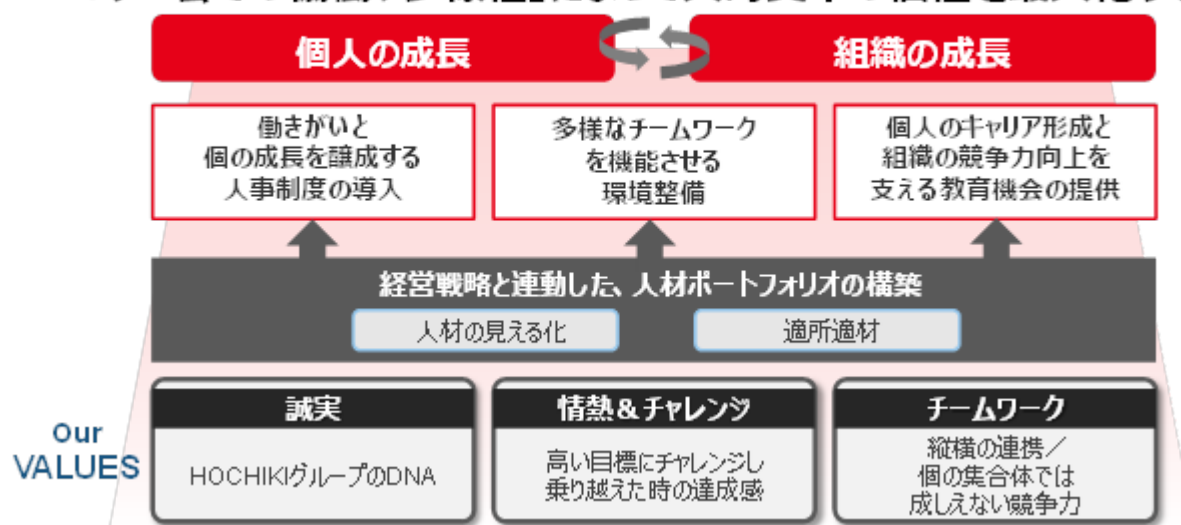 個人の成長
組織の成長
働きがいと
個の成長を醸成する
人事制度の導入
多様なチームワーク
を機能させる
環境整備
個人のキャリア形成と
組織の競争力向上を
支える教育機会の提供
経営戦略と連動した、人材ポートフォリオの構築
人材の見える化
適所適材
Our
VALUES
誠実
HOCHIKIグループのDNA
情熱&チャレンジ
高い目標にチャレンジし
乗り越えた時の達成感
チームワーク
縦横の連携/
個の集合体では
成しえない競争力